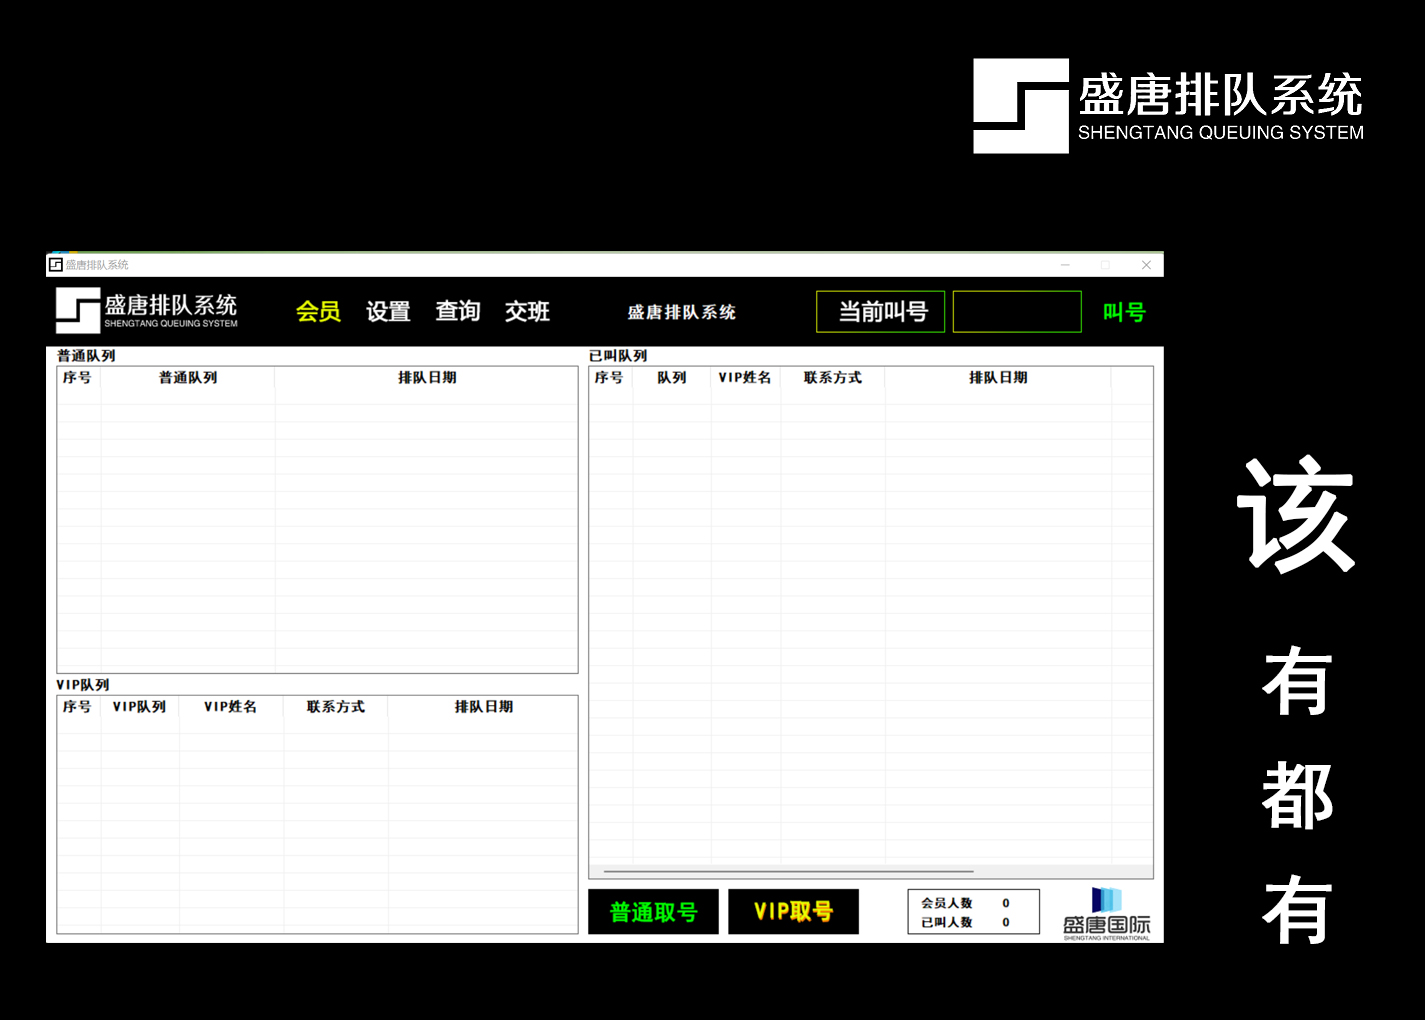 盛唐排队系统
SHENGTANG QUEUING SYSTEM
盛唐排队系统
盛唐排队系统
SHENGTANG QUEUING SYSTEM
会员 设置 查询 交班
盛唐排队系统
当前叫号
叫号
普通队列
序号 普通队列 排队日期
VIP队列
序号 VIP队列 VIP姓名 联系方式 排队日期
已叫队列
序号 队列 VIP姓名 联系方式 排队日期
普通取号
VIP取号
会员人数 0
已叫人数 0
盛唐国际
SHENGTANG INTERNATIONAL
该
有
都
有